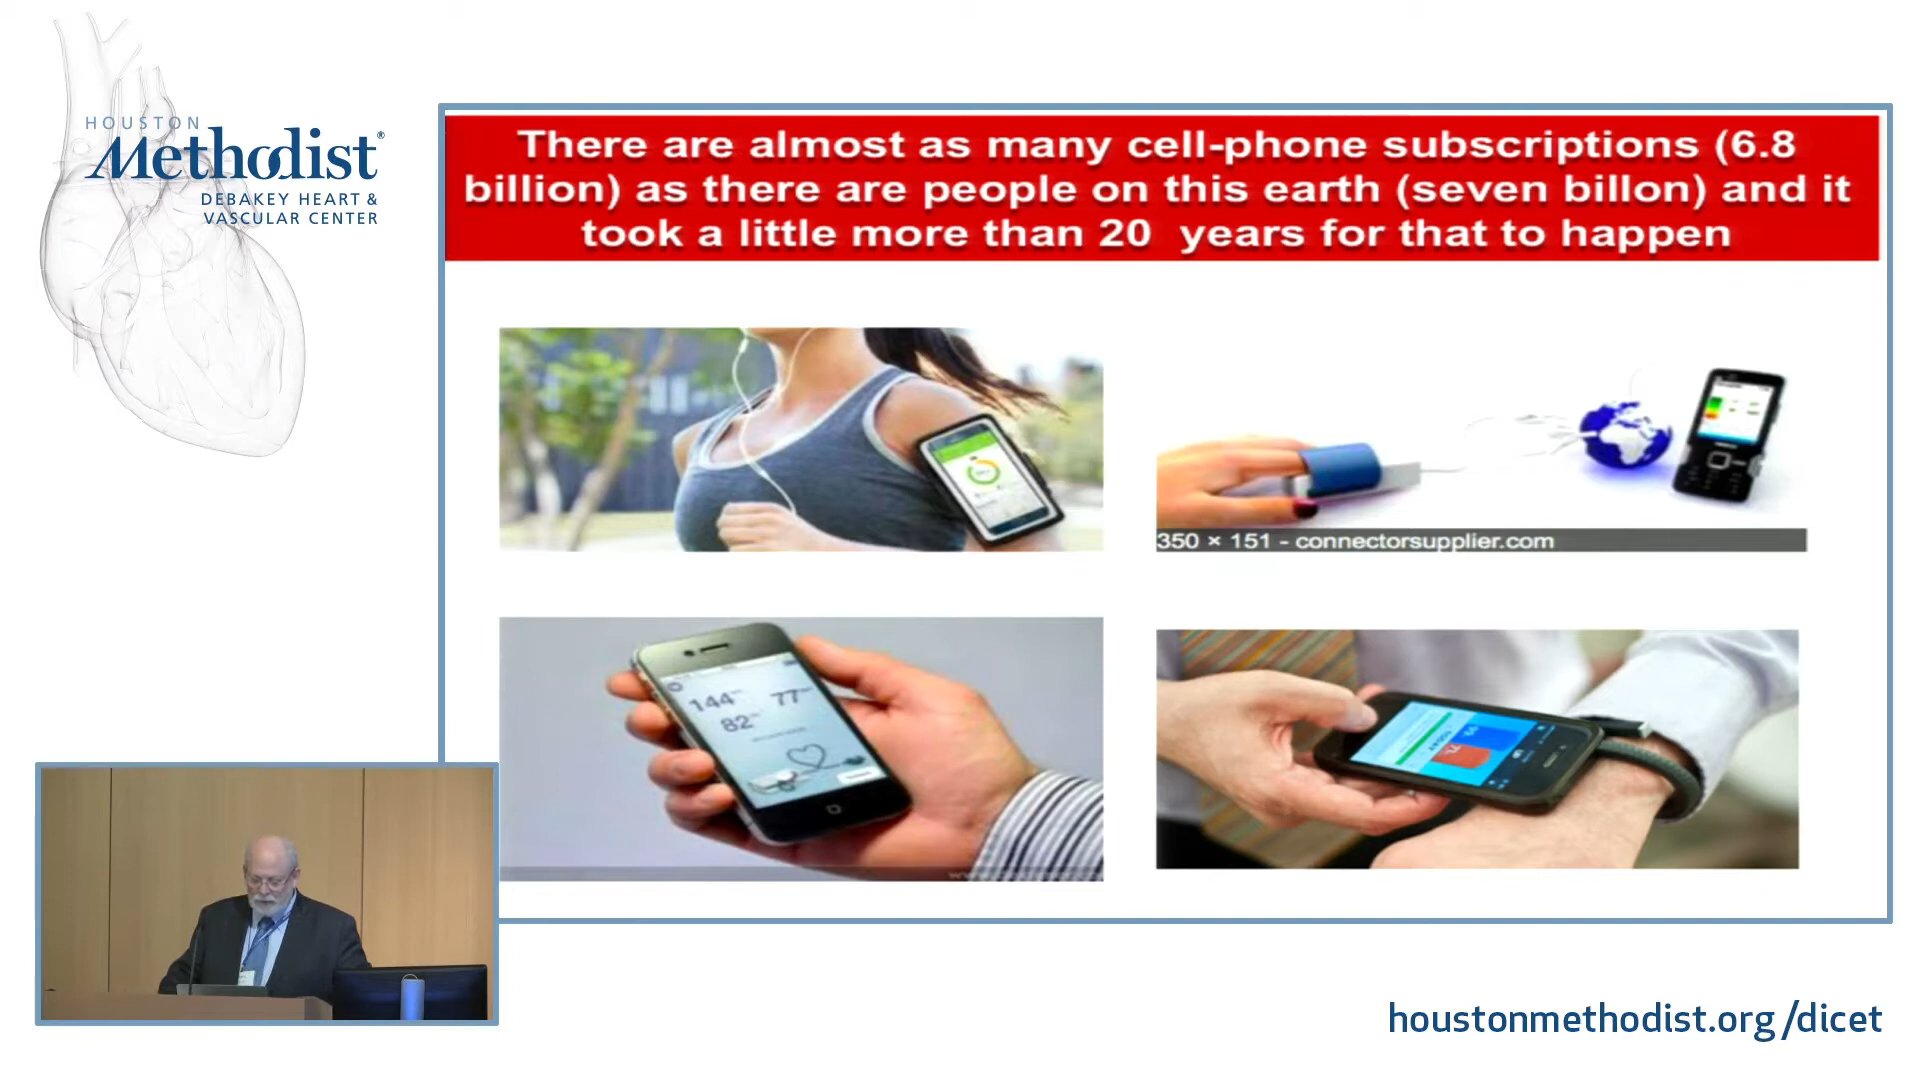 HOUSTON
Methodist®
DEBAKEY HEART &
VASCULAR CENTER
There are almost as many cell-phone subscriptions (6.8
billion) as there are people on this earth (seven billon) and it
took a little more than 20 years for that to happen
350 × 151 - connectorsupplier.com
144
77
82
houstonmethodist.org/dicet